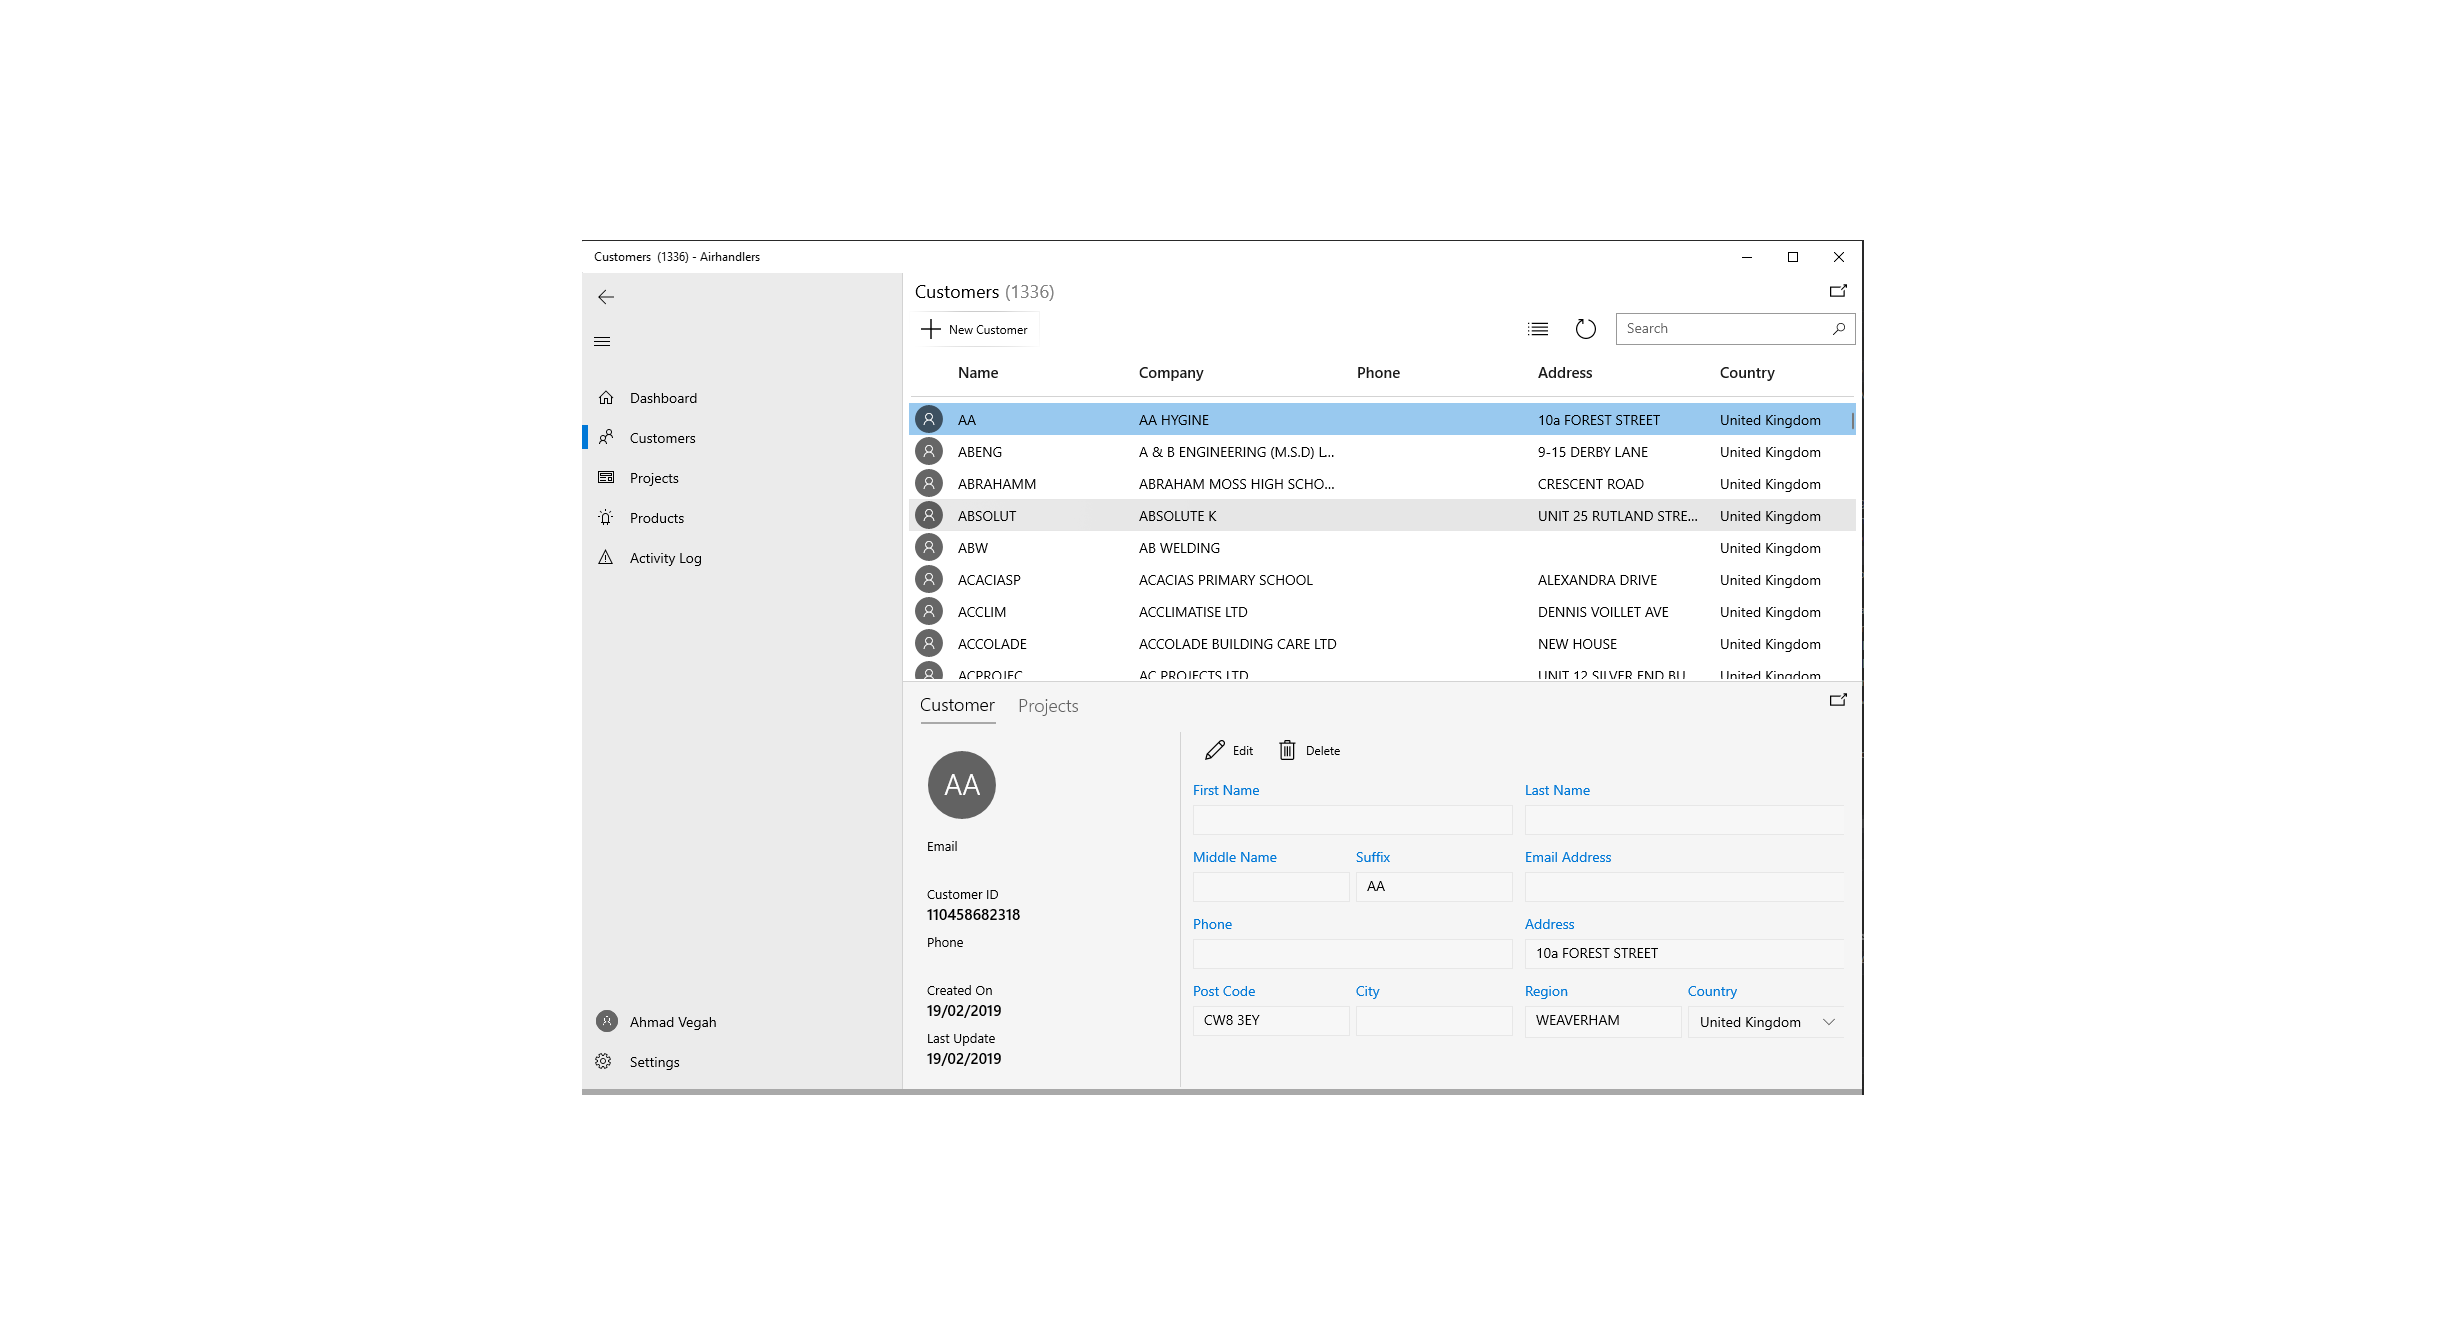 Customers (1336) - Airhandlers
Customers (1336)
New Customer
Search
Name Company Phone Address Country
Dashboard
Customers
Projects
Products
Activity Log
AA AA HYGINE 10a FOREST STREET United Kingdom
ABENG A & B ENGINEERING (M.S.D) L... 9-15 DERBY LANE United Kingdom
ABRAHAMM ABRAHAM MOSS HIGH SCHO... CRESCENT ROAD United Kingdom
ABSOLUT ABSOLUTE K UNIT 25 RUTLAND STRE... United Kingdom
ABW AB WELDING United Kingdom
ACACIASP ACACIAS PRIMARY SCHOOL ALEXANDRA DRIVE United Kingdom
ACCLIM ACCLIMATISE LTD DENNIS VOILLET AVE United Kingdom
ACCOLADE ACCOLADE BUILDING CARE LTD NEW HOUSE United Kingdom
ACPROJEC AC PROJECTS LTD UNIT 12 SILVER END BU United Kingdom
Customer Projects
AA
Email
Customer ID
110458682318
Phone
Created On
19/02/2019
Last Update
19/02/2019
Edit Delete
First Name Last Name
Middle Name Suffix Email Address
AA
Phone Address
10a FOREST STREET
Post Code City Region Country
CW8 3EY WEAVERHAM United Kingdom
Ahmad Vegah
Settings